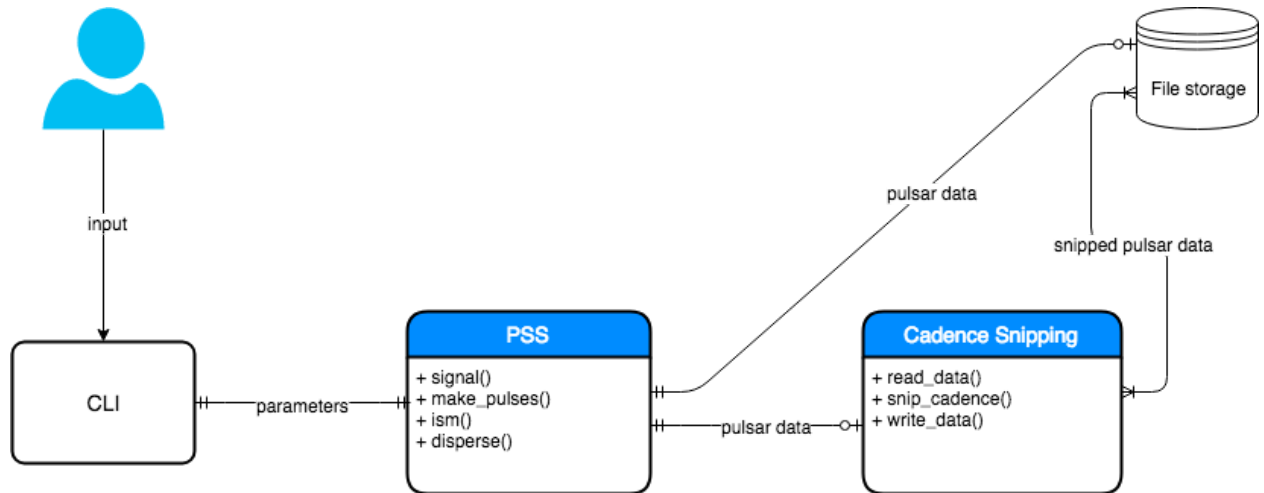 File storage
pulsar data
input
snipped pulsar data
PSS
Cadence Snipping
+ signal()
+ make_pulses()
+ ism()
+ disperse()
+ read_data()
+ snip_cadence()
+ write_data()
CLI
parameters
pulsar data